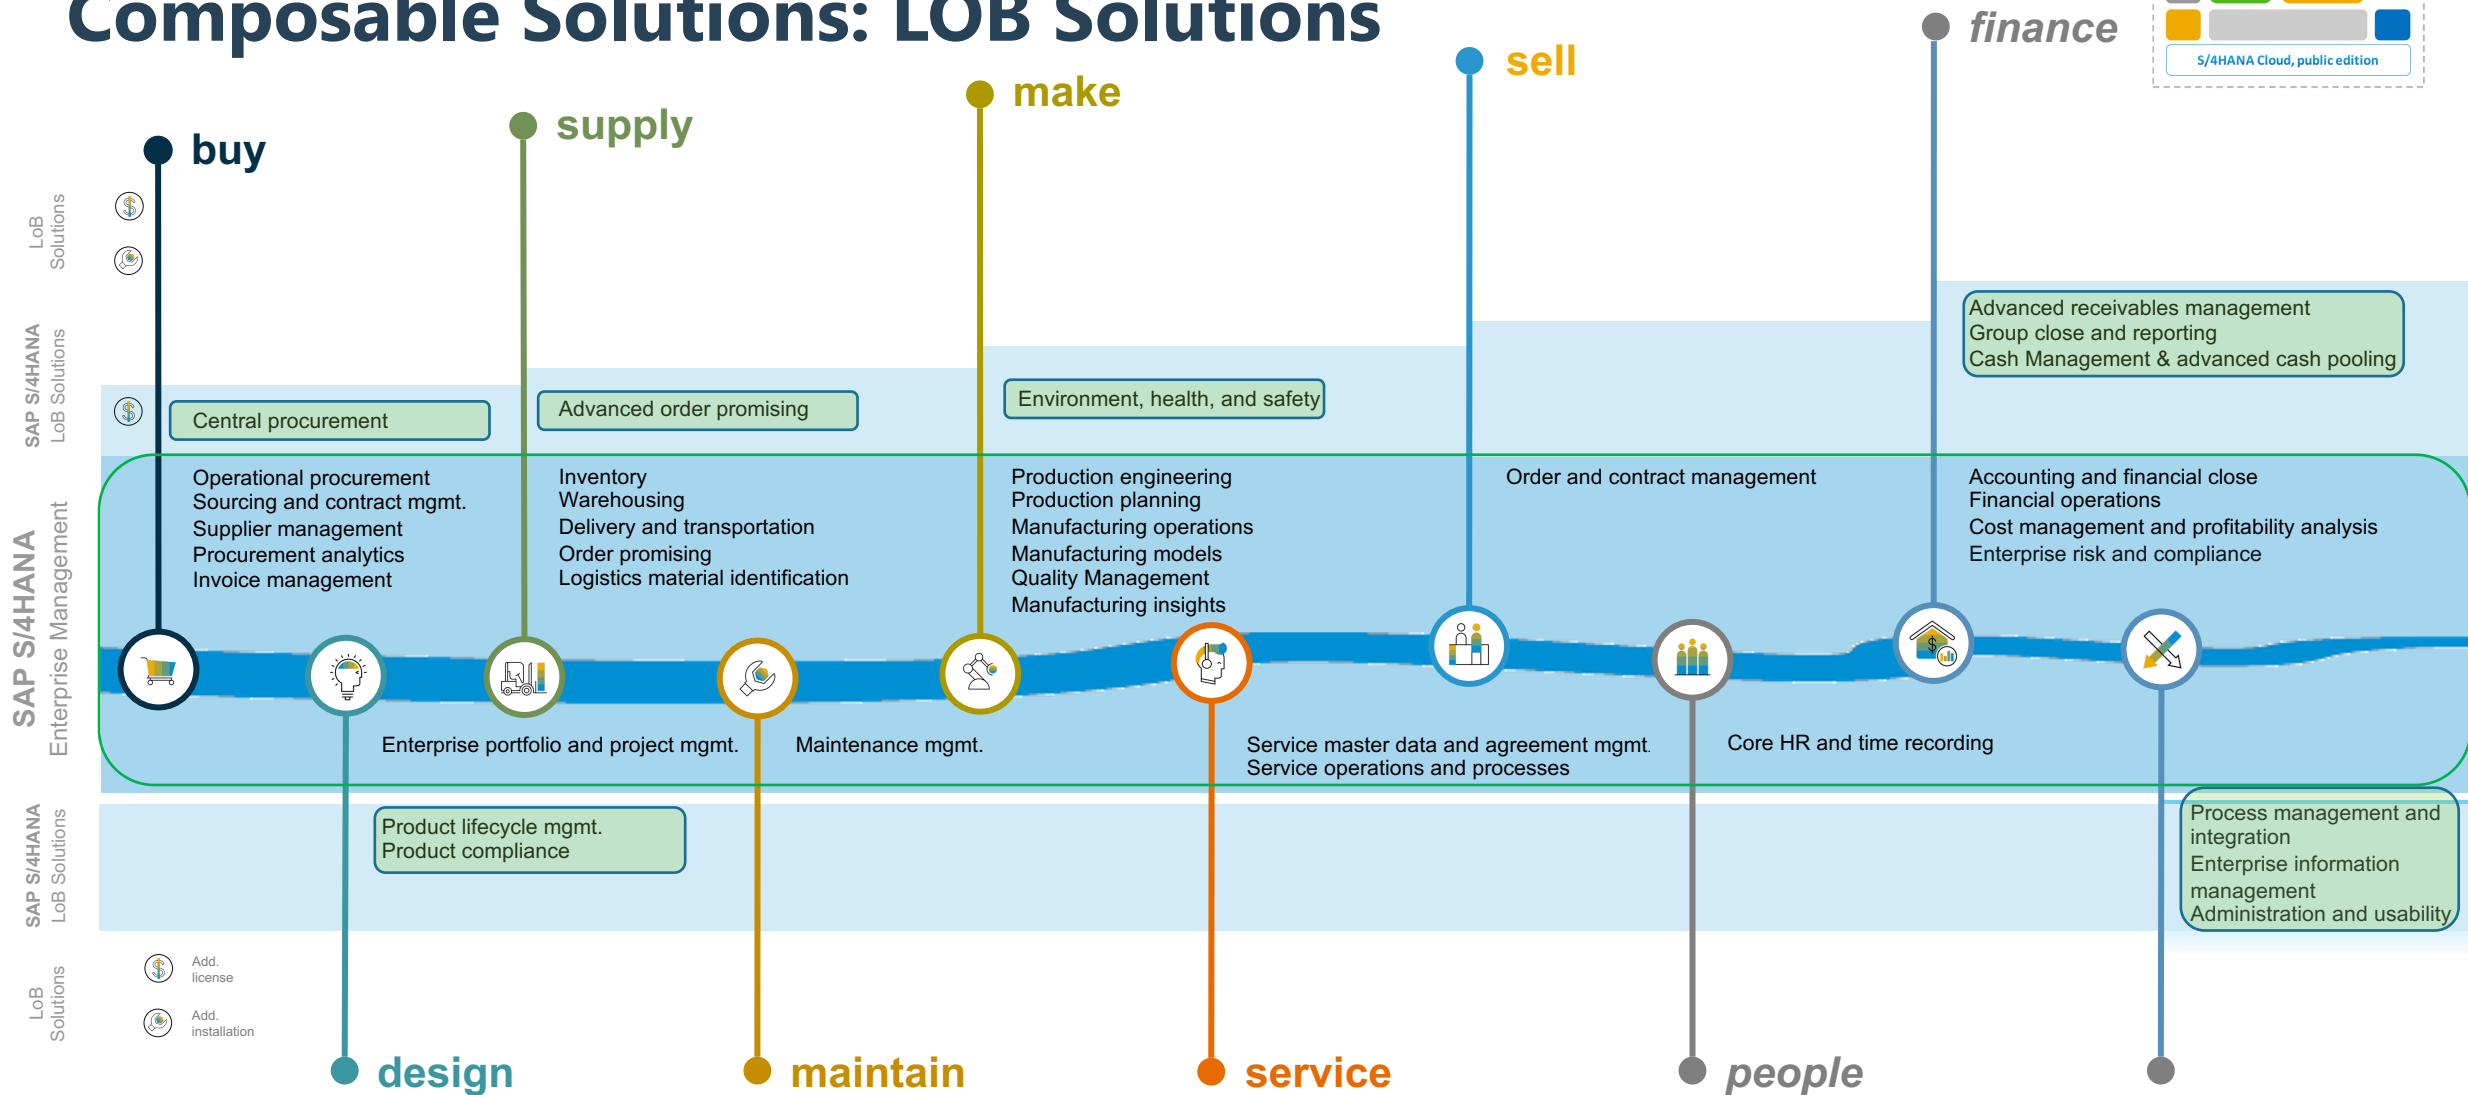 Composable Solutions: LOB Solutions
finance
S/4HANA Cloud, public edition
sell
make
supply
buy
LoB
Solutions
SAP S/4HANA
LoB Solutions
Advanced receivables management
Group close and reporting
Cash Management & advanced cash pooling
Central procurement
Advanced order promising
Environment, health, and safety
SAP S/4HANA
Enterprise Management
Operational procurement
Sourcing and contract mgmt.
Supplier management
Procurement analytics
Invoice management
Inventory
Warehousing
Delivery and transportation
Order promising
Logistics material identification
Production engineering
Production planning
Manufacturing operations
Manufacturing models
Quality Management
Manufacturing insights
Order and contract management
Accounting and financial close
Financial operations
Cost management and profitability analysis
Enterprise risk and compliance
Enterprise portfolio and project mgmt.
Maintenance mgmt.
Service master data and agreement mgmt.
Service operations and processes
Core HR and time recording
SAP S/4HANA
LoB Solutions
Product lifecycle mgmt.
Product compliance
Process management and
integration
Enterprise information
management
Administration and usability
LoB
Solutions
Add.
license
Add.
installation
design
maintain
service
people